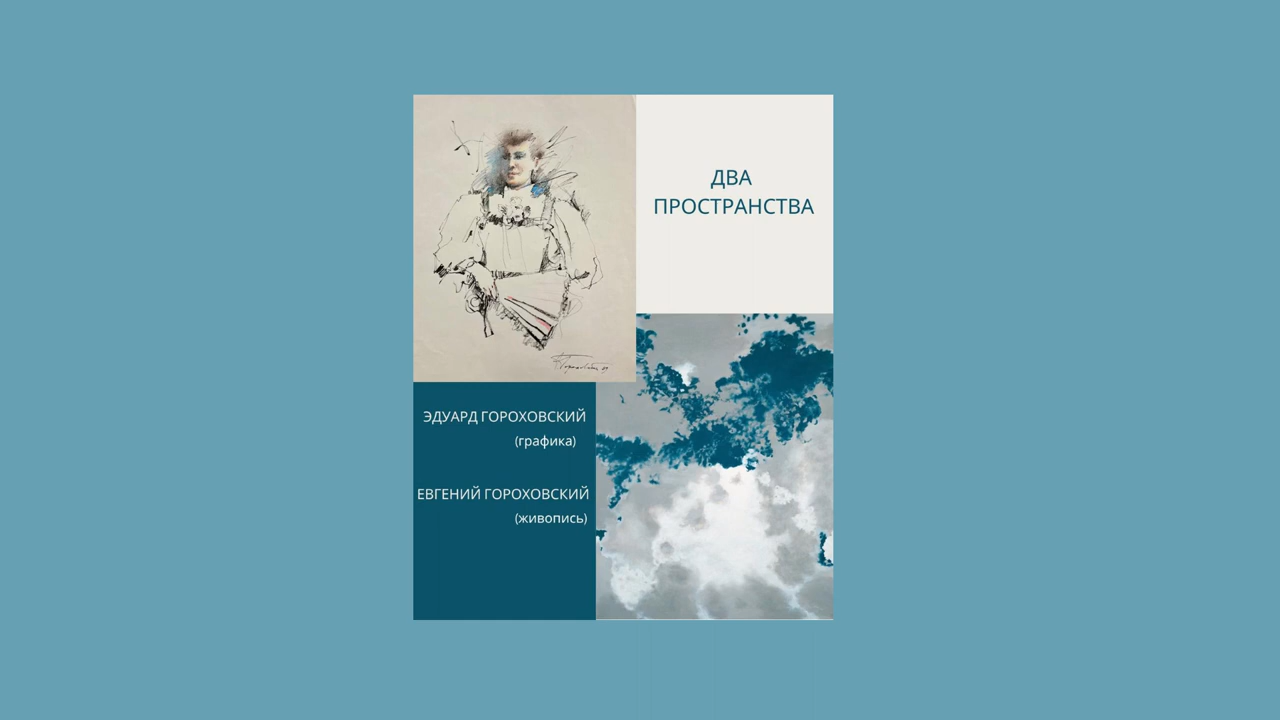 ДВА
ПРОСТРАНСТВА
ЭДУАРД ГОРОХОВСКИЙ
(графика)
ЕВГЕНИЙ ГОРОХОВСКИЙ
(живопись)